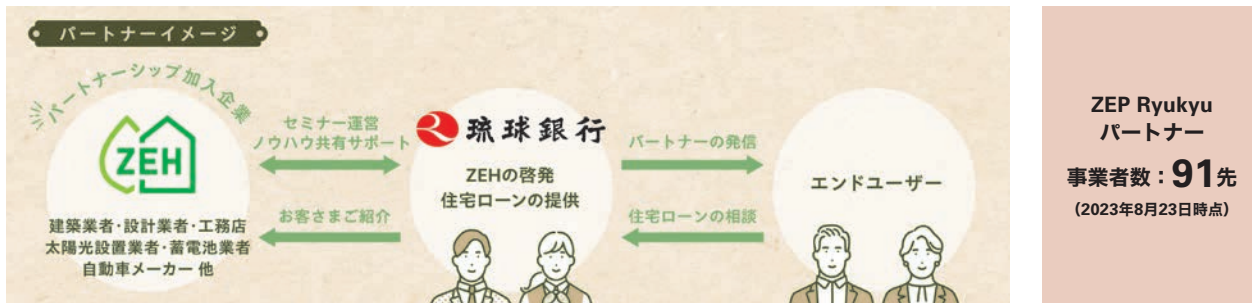 パートナーイメージ
パートナーシップ加入企業
ZEH
建築業者・設計業者・工務店
太陽光設置業者・蓄電池業者
自動車メーカー 他
セミナー運営
ノウハウ共有サポート
お客さまご紹介
琉球銀行
ZEHの啓発
住宅ローンの提供
パートナーの発信
住宅ローンの相談
エンドユーザー
ZEP Ryukyu
パートナー
事業者数：91先
（2023年8月23日時点）